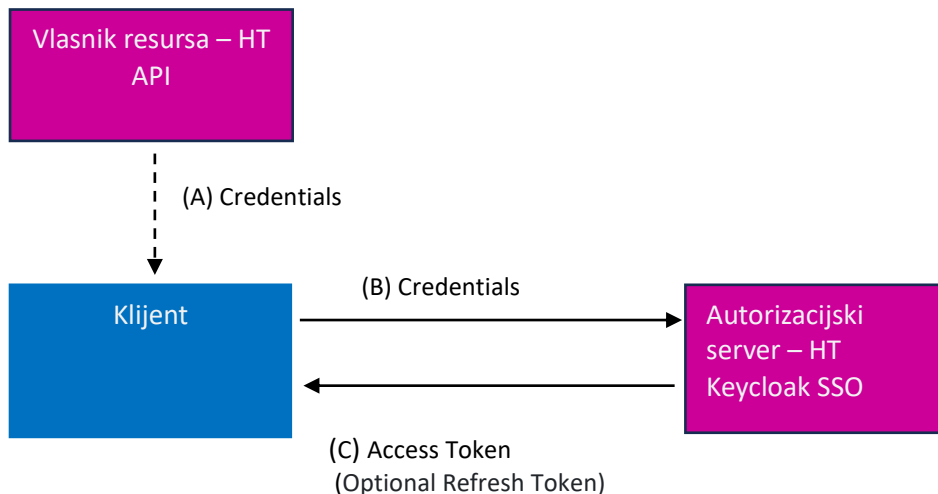 Vlasnik resursa – HT
API
(A) Credentials
Klijent
(B) Credentials
Autorizacijski
server – HT
Keycloak SSO
(C) Access Token
(Optional Refresh Token)